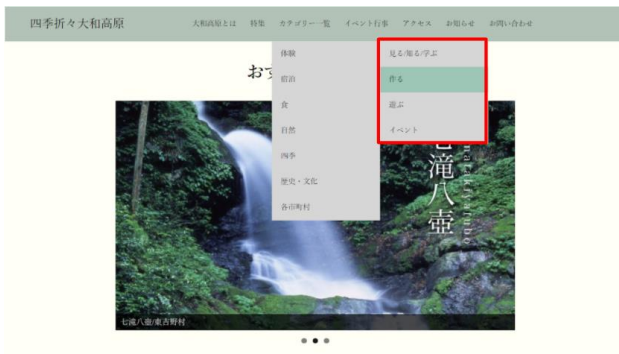 四季折々大和高原
大和高原とは 特集 カテゴリー一覧 イベント行事 アクセス お知らせ お問い合わせ
体験
宿泊
食
自然
四季
歴史・文化
各市町村
見る/知る/学ぶ
作る
遊ぶ
イベント
おす
七滝八壺
七滝八壺/東吉野村